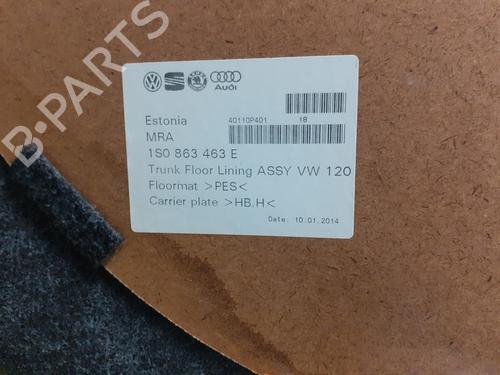 B-PARTS
Audi
Estonia
40110P401 18
MRA
1S0 863 463 E
Trunk Floor Lining ASSY VW 120
Floormat >PES<
Carrier plate >HB.H<
Date: 10.01.2014